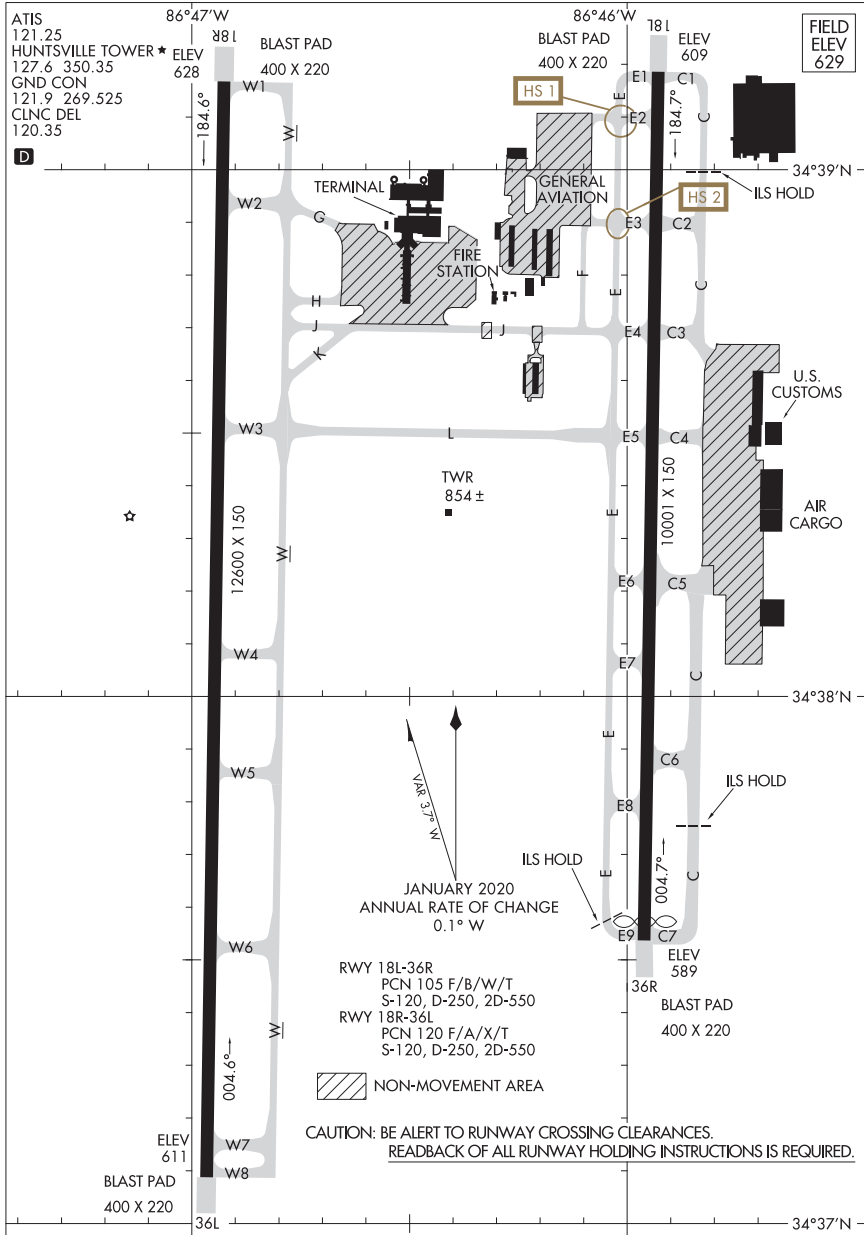 ATIS
121.25
HUNTSVILLE TOWER ★
127.6 350.35
GND CON
121.9 269.525
CLNC DEL
120.35
D
86°47'W
86°46'W
18R
ELEV
628
BLAST PAD
400 X 220
BLAST PAD
400 X 220
18L
ELEV
609
FIELD
ELEV
629
W1
184.6°
W
HS 1
E1
C1
E
E2
184.7°
C
34°39'N
ILS HOLD
TERMINAL
GENERAL
AVIATION
HS 2
W2
G
E3
C2
FIRE
STATION
F
E
C
H
J
J
E4
C3
K
U.S.
CUSTOMS
W3
L
E5
C4
TWR
854 ±
E
10001 X 150
AIR
CARGO
12600 X 150
W
E6
C5
W4
E7
C
34°38'N
E
C6
W5
VAR 3.7° W
E8
ILS HOLD
ILS HOLD
E
004.7°
C
JANUARY 2020
ANNUAL RATE OF CHANGE
0.1° W
E9
C7
W6
ELEV
589
36R
BLAST PAD
400 X 220
RWY 18L-36R
PCN 105 F/B/W/T
S-120, D-250, 2D-550
RWY 18R-36L
PCN 120 F/A/X/T
S-120, D-250, 2D-550
W
004.6°
NON-MOVEMENT AREA
CAUTION: BE ALERT TO RUNWAY CROSSING CLEARANCES.
READBACK OF ALL RUNWAY HOLDING INSTRUCTIONS IS REQUIRED.
ELEV
611
W7
W8
BLAST PAD
400 X 220
36L
34°37'N